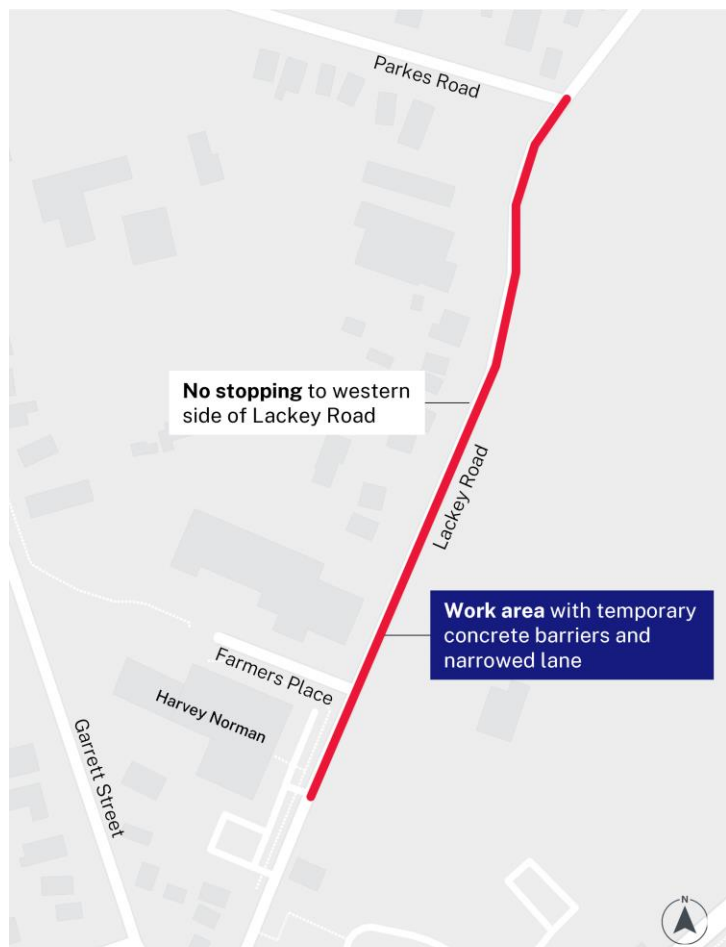 Parkes Road
No stopping to western
side of Lackey Road
Lackey Road
Work area with temporary
concrete barriers and
narrowed lane
Farmers Place
Harvey Norman
Garrett Street
N